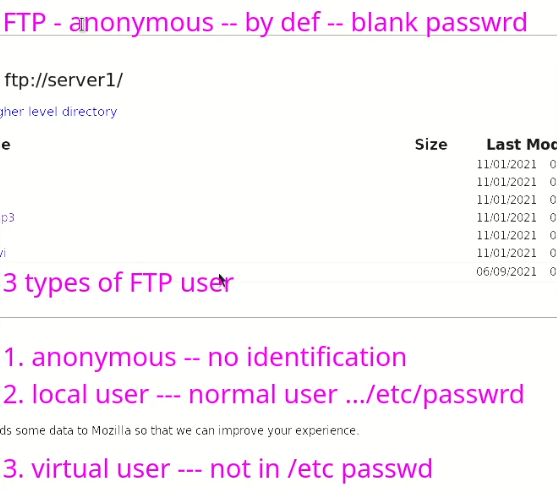 FTP - anonymous -- by def -- blank passwrd
ftp://server1/
gher level directory
e Size Last Mod
11/01/2021 0
11/01/2021 0
11/01/2021 0
p3 11/01/2021 0
11/01/2021 0
vi 11/01/2021 0
06/09/2021 0
3 types of FTP user
1. anonymous -- no identification
2. local user --- normal user .../etc/passwrd
ds some data to Mozilla so that we can improve your experience.
3. virtual user --- not in /etc passwd